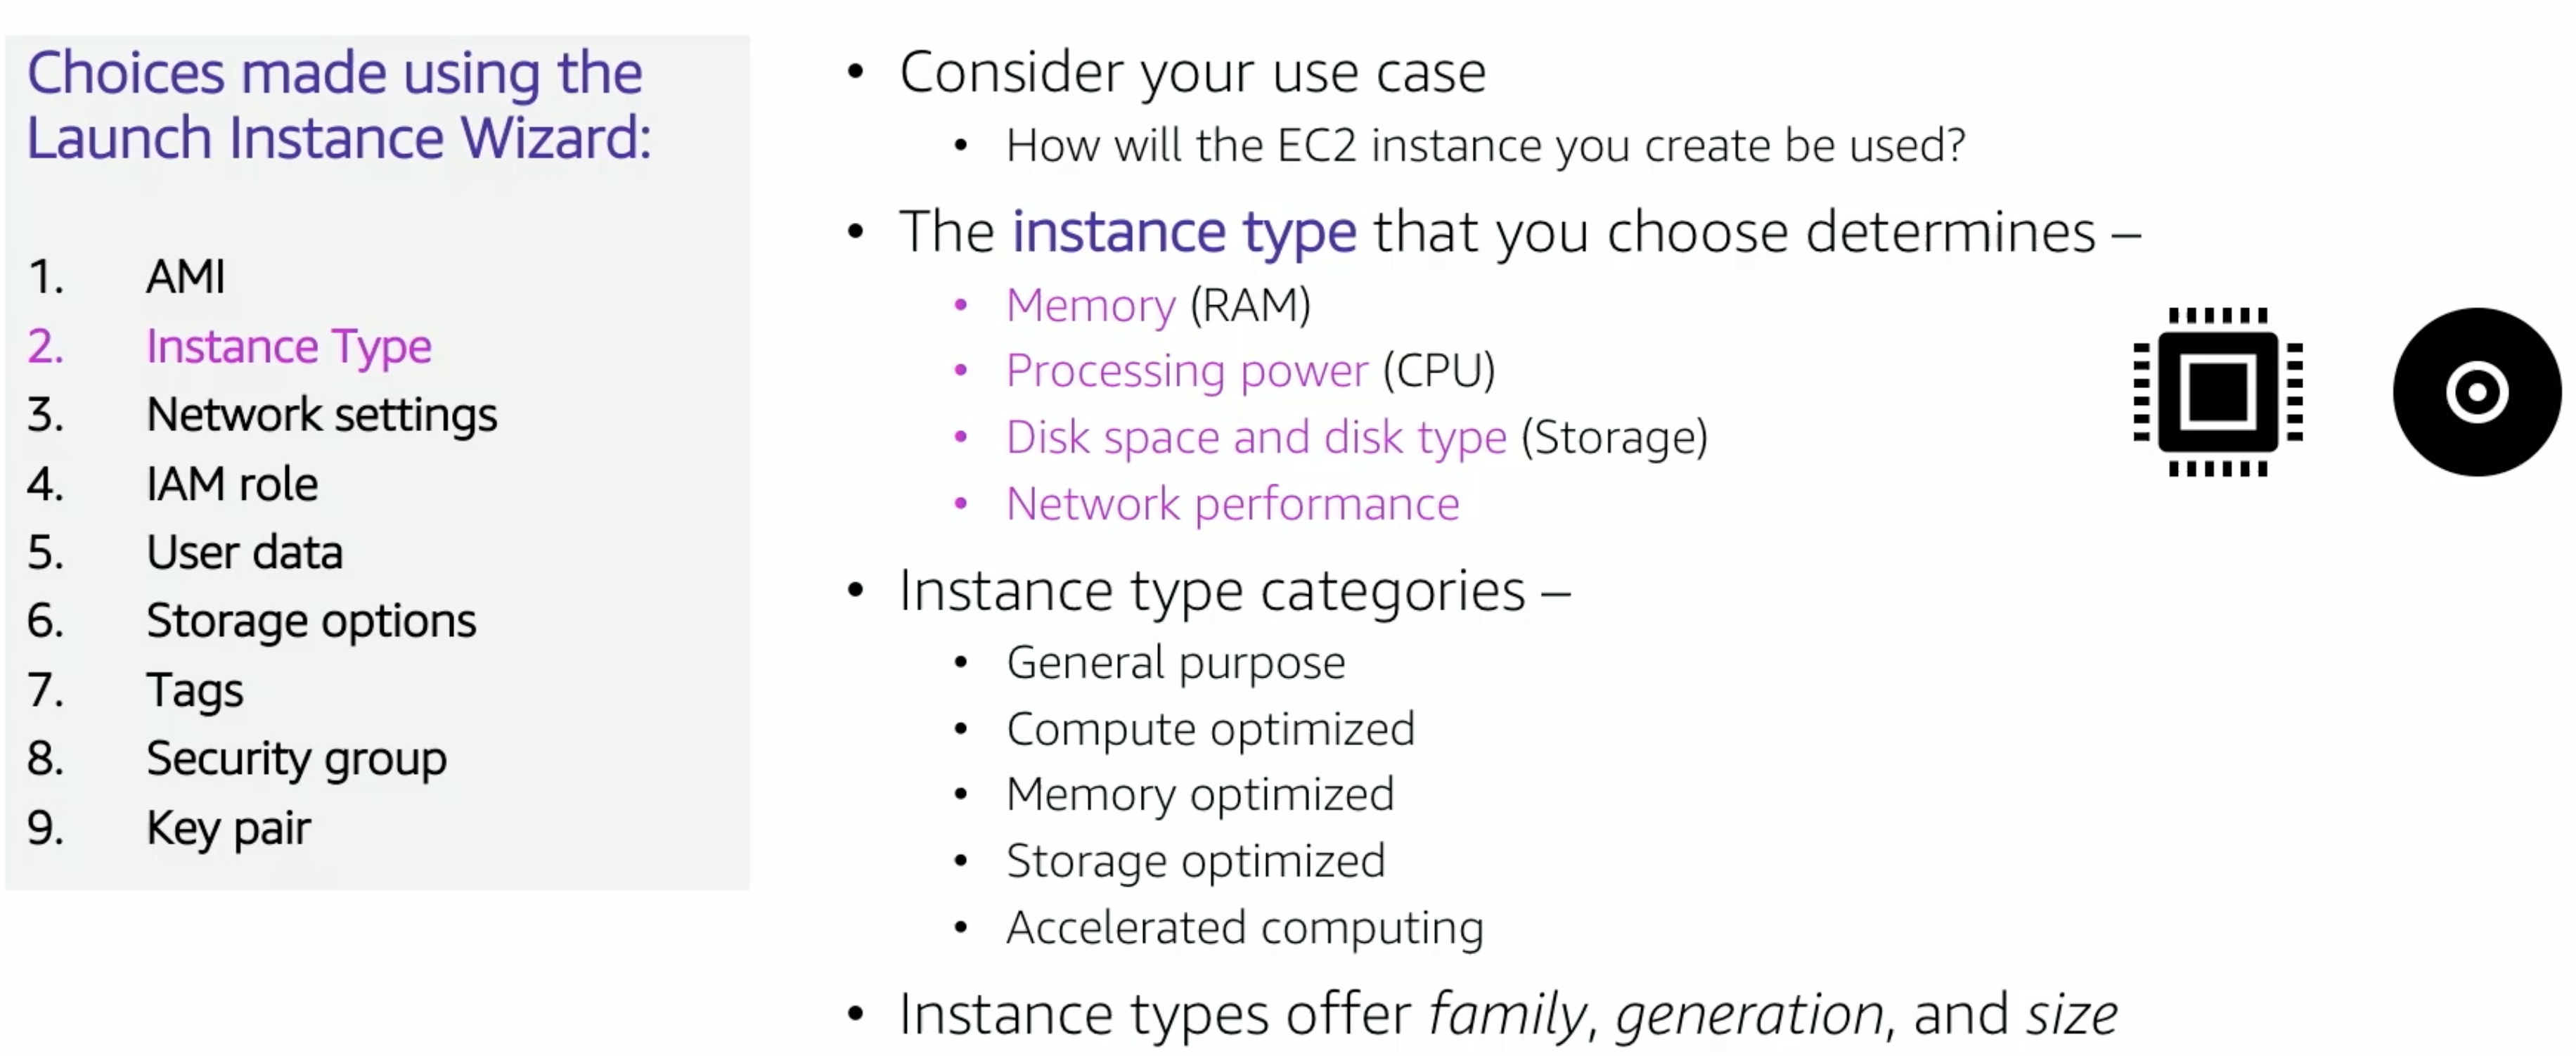 Choices made using the
Launch Instance Wizard:
1. AMI
2. Instance Type
3. Network settings
4. IAM role
5. User data
6. Storage options
7. Tags
8. Security group
9. Key pair
• Consider your use case
• How will the EC2 instance you create be used?
• The instance type that you choose determines –
• Memory (RAM)
• Processing power (CPU)
• Disk space and disk type (Storage)
• Network performance
• Instance type categories –
• General purpose
• Compute optimized
• Memory optimized
• Storage optimized
• Accelerated computing
• Instance types offer family, generation, and size